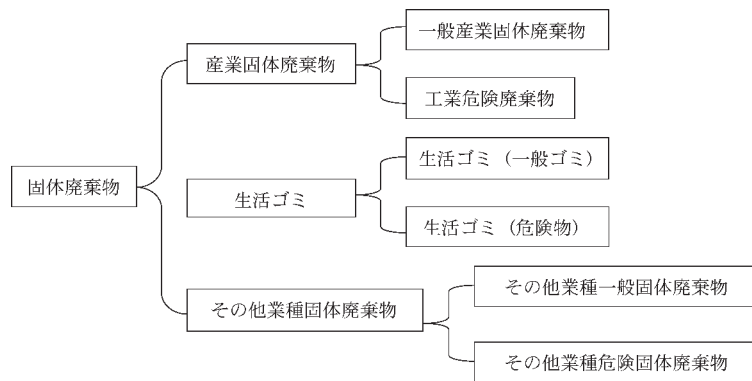 固体廃棄物
産業固体廃棄物
一般産業固体廃棄物
工業危険廃棄物
生活ゴミ
生活ゴミ（一般ゴミ）
生活ゴミ（危険物）
その他業種固体廃棄物
その他業種一般固体廃棄物
その他業種危険固体廃棄物